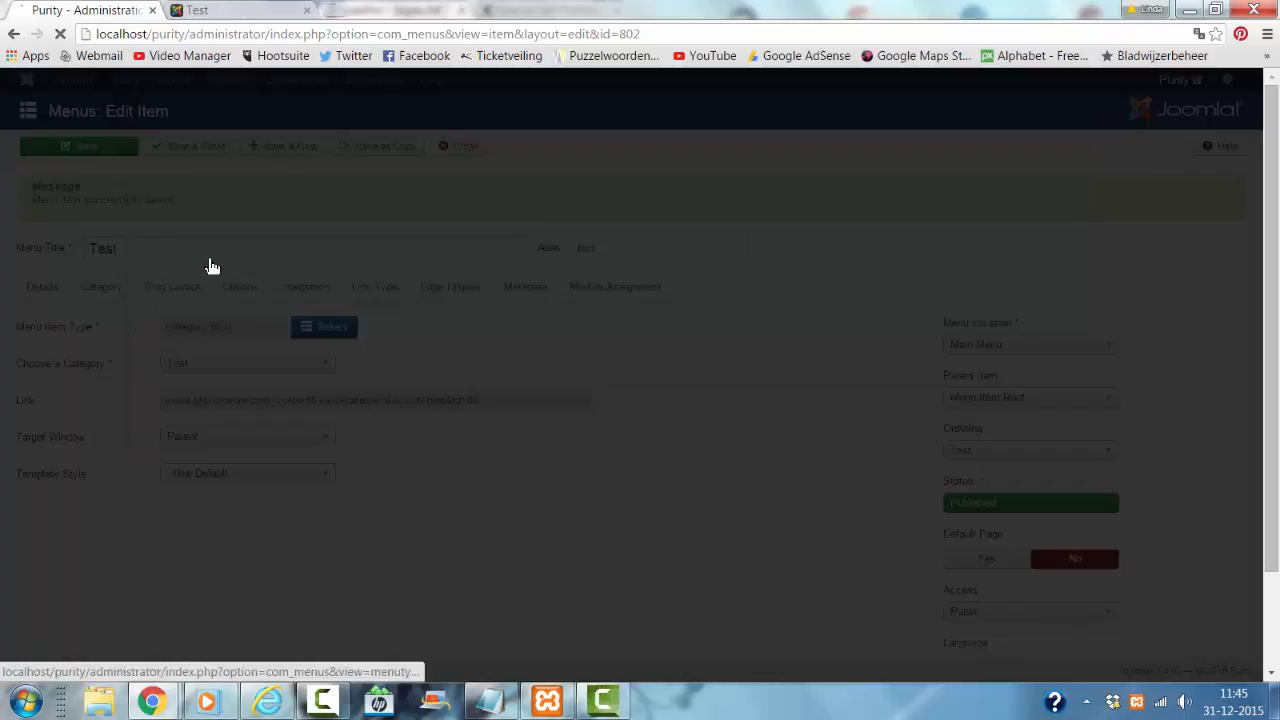 Purity - Administratio ×
Test ×
Linda
localhost/purity/administrator/index.php?option=com_menus&view=item&layout=edit&id=802
Apps Webmail Video Manager Hootsuite Twitter Facebook Ticketveiling Puzzelwoorden... YouTube Google AdSense Google Maps St... Alphabet - Free... Bladwijzerbeheer
Purity
Menus: Edit Item
Joomla!
Save Save & Close Save & New Save as Copy Close Help
Message
Menu item successfully saved
Menu Title * Test Alias test
Details Category Blog Layout Options Integration Link Type Page Display Metadata Module Assignment
Menu Item Type * Category Blog Select
Menu Location *
Main Menu
Choose a Category * Test
Parent Item
Menu Item Root
Link
Ordering
Test
Target Window Parent
Template Style - Use Default
Status
Published
Default Page
Yes No
Access
Public
Language
localhost/purity/administrator/index.php?option=com_menus&view=menuty...
11:45
31-12-2015